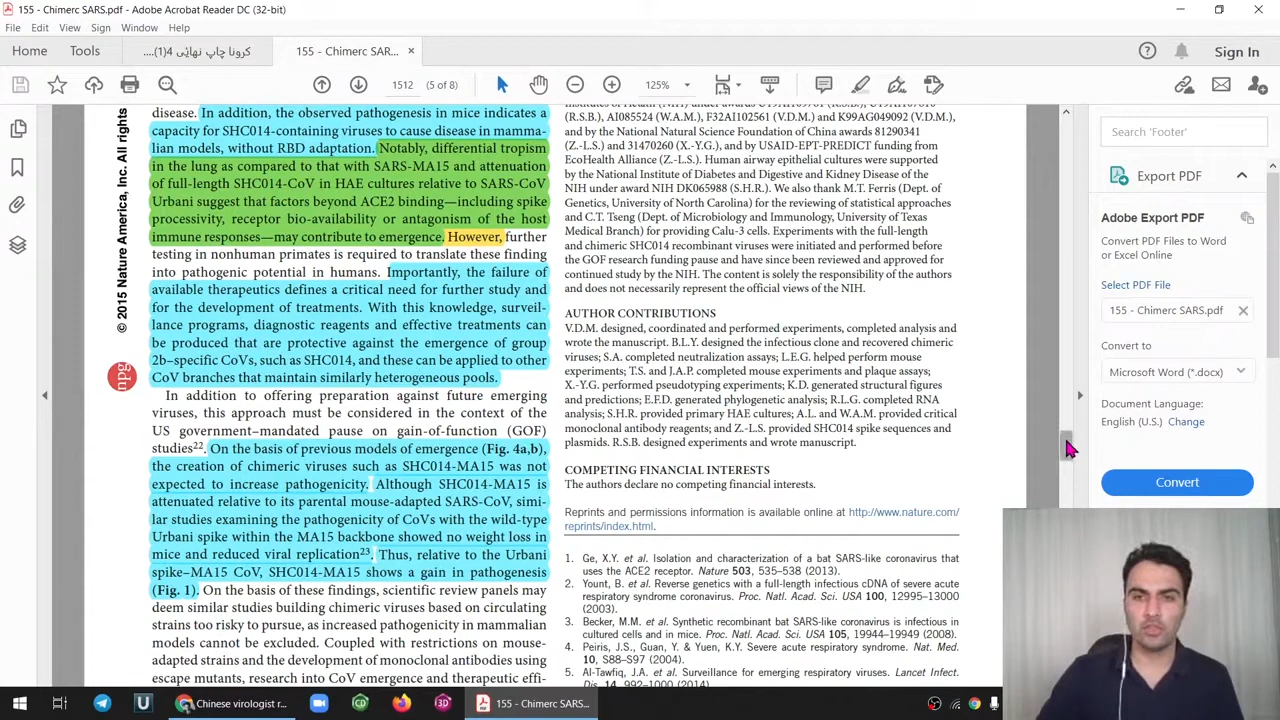 155 - Chimerc SARS.pdf - Adobe Acrobat Reader DC (32-bit)
File Edit View Sign Window Help
Home Tools کرونا چاپ نهایی 4(1).... 155 - Chimerc SAR... × Sign In
1512 (5 of 8) 125%
disease. In addition, the observed pathogenesis in mice indicates a
capacity for SHC014-containing viruses to cause disease in mamma-
lian models, without RBD adaptation. Notably, differential tropism
in the lung as compared to that with SARS-MA15 and attenuation
of full-length SHC014-CoV in HAE cultures relative to SARS-CoV
Urbani suggest that factors beyond ACE2 binding—including spike
processivity, receptor bio-availability or antagonism of the host
immune responses—may contribute to emergence. However, further
testing in nonhuman primates is required to translate these finding
into pathogenic potential in humans. Importantly, the failure of
available therapeutics defines a critical need for further study and
for the development of treatments. With this knowledge, surveil-
lance programs, diagnostic reagents and effective treatments can
be produced that are protective against the emergence of group
2b–specific CoVs, such as SHC014, and these can be applied to other
CoV branches that maintain similarly heterogeneous pools.
In addition to offering preparation against future emerging
viruses, this approach must be considered in the context of the
US government–mandated pause on gain-of-function (GOF)
studies22. On the basis of previous models of emergence (Fig. 4a,b),
the creation of chimeric viruses such as SHC014-MA15 was not
expected to increase pathogenicity. Although SHC014-MA15 is
attenuated relative to its parental mouse-adapted SARS-CoV, simi-
lar studies examining the pathogenicity of CoVs with the wild-type
Urbani spike within the MA15 backbone showed no weight loss in
mice and reduced viral replication23. Thus, relative to the Urbani
spike–MA15 CoV, SHC014-MA15 shows a gain in pathogenesis
(Fig. 1). On the basis of these findings, scientific review panels may
deem similar studies building chimeric viruses based on circulating
strains too risky to pursue, as increased pathogenicity in mammalian
models cannot be excluded. Coupled with restrictions on mouse-
adapted strains and the development of monoclonal antibodies using
escape mutants, research into CoV emergence and therapeutic effi-
© 2015 Nature America, Inc. All rights
npg
(R.S.B), AI085524 (W.A.M), F32AI102561 (V.D.M) and K99AG049092 (V.D.M),
and by the National Natural Science Foundation of China awards 81290341
(Z.-L.S) and 31470260 (X.-Y.G), and by USAID-EPT-PREDICT funding from
EcoHealth Alliance (Z.-L.S). Human airway epithelial cultures were supported
by the National Institute of Diabetes and Digestive and Kidney Disease of the
NIH under award NIH DK065988 (S.H.R). We also thank M.T. Ferris (Dept. of
Genetics, University of North Carolina) for the reviewing of statistical approaches
and C.T. Tseng (Dept. of Microbiology and Immunology, University of Texas
Medical Branch) for providing Calu-3 cells. Experiments with the full-length
and chimeric SHC014 recombinant viruses were initiated and performed before
the GOF research funding pause and have since been reviewed and approved for
continued study by the NIH. The content is solely the responsibility of the authors
and does not necessarily represent the official views of the NIH.
AUTHOR CONTRIBUTIONS
V.D.M. designed, coordinated and performed experiments, completed analysis and
wrote the manuscript. B.L.Y. designed the infectious clone and recovered chimeric
viruses; S.A. completed neutralization assays; L.E.G. helped perform mouse
experiments; T.S. and J.A.P. completed mouse experiments and plaque assays;
X.-Y.G. performed pseudotyping experiments; K.D. generated structural figures
and predictions; E.F.D. generated phylogenetic analysis; R.L.G. completed RNA
analysis; S.H.R. provided primary HAE cultures; A.L. and W.A.M. provided critical
monoclonal antibody reagents; and Z.-L.S. provided SHC014 spike sequences and
plasmids. R.S.B. designed experiments and wrote manuscript.
COMPETING FINANCIAL INTERESTS
The authors declare no competing financial interests.
Reprints and permissions information is available online at http://www.nature.com/
reprints/index.html.
1. Ge, X.Y. et al. Isolation and characterization of a bat SARS-like coronavirus that
uses the ACE2 receptor. Nature 503, 535–538 (2013).
2. Yount, B. et al. Reverse genetics with a full-length infectious cDNA of severe acute
respiratory syndrome coronavirus. Proc. Natl. Acad. Sci. USA 100, 12995–13000
(2003).
3. Becker, M.M. et al. Synthetic recombinant bat SARS-like coronavirus is infectious in
cultured cells and in mice. Proc. Natl. Acad. Sci. USA 105, 19944–19949 (2008).
4. Peiris, J.S., Guan, Y. & Yuen, K.Y. Severe acute respiratory syndrome. Nat. Med.
10, S88–S97 (2004).
5. Al-Tawfiq, J.A. et al. Surveillance for emerging respiratory viruses. Lancet Infect.
Dis. 14, 992–1000 (2014).
Search 'Footer'
Export PDF
Adobe Export PDF
Convert PDF Files to Word
or Excel Online
Select PDF File
155 - Chimerc SARS.pdf ×
Convert to
Microsoft Word (*.docx)
Document Language:
English (U.S.) Change
Convert
Chinese virologist r... 155 - Chimerc SARS...